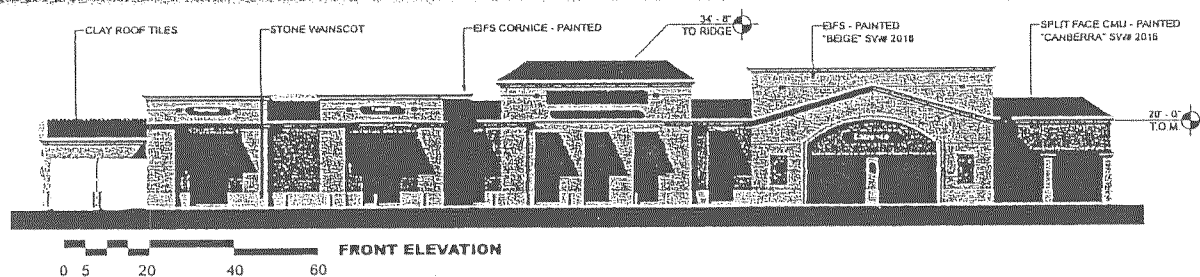 CLAY ROOF TILES
STONE WAINSCOT
EIFS CORNICE - PAINTED
34' - 8"
TO RIDGE
EIFS - PAINTED
"BEIGE" SW# 2016
SPLIT FACE CMU - PAINTED
"CANBERRA" SW# 2016
20' - 0"
T.O.M.
FRONT ELEVATION
0 5 20 40 60